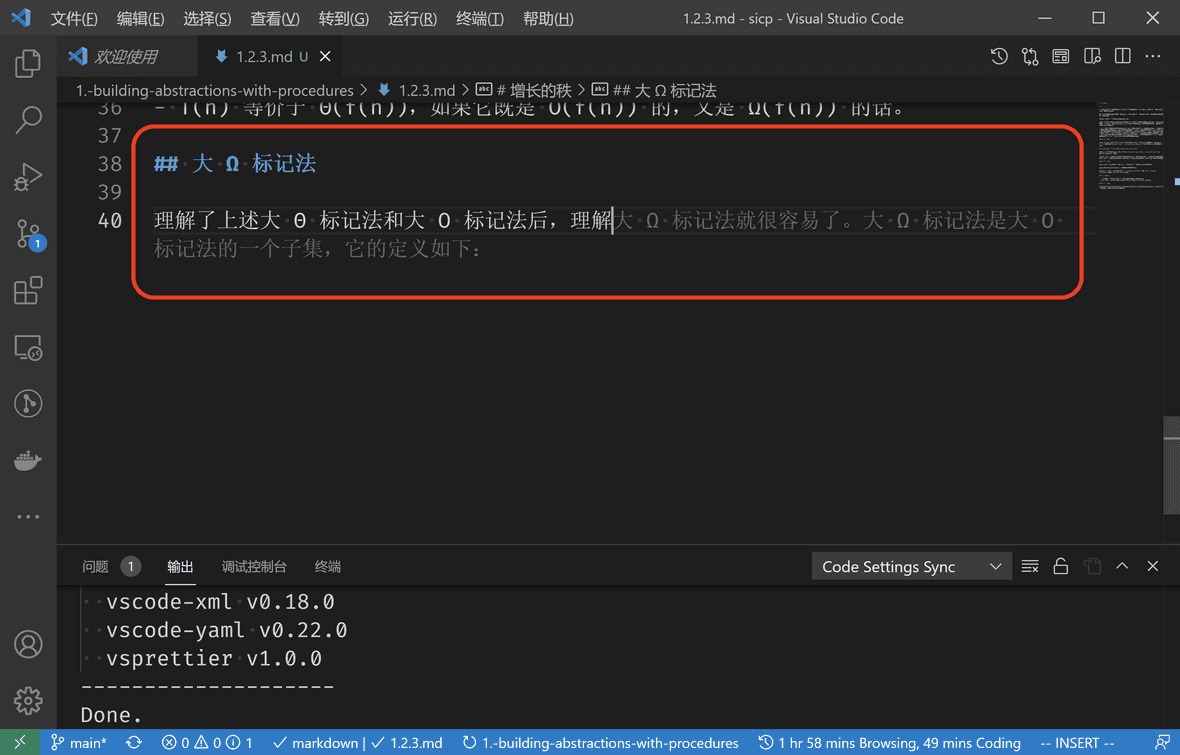 文件(F) 编辑(E) 选择(S) 查看(V) 转到(G) 运行(R) 终端(T) 帮助(H) 1.2.3.md - sicp - Visual Studio Code
欢迎使用 1.2.3.md U
1.-building-abstractions-with-procedures > 1.2.3.md > # 增长的秩 > ## 大 Ω 标记法
36 - T(n) 等价于 Θ(f(n)), 如果它既是 O(f(n)) 的, 又是 Ω(f(n)) 的话。
37
38 ## 大 Ω 标记法
39
40 理解了上述大 Θ 标记法和大 O 标记法后, 理解大 Ω 标记法就很容易了。大 Ω 标记法是大 O
标记法的一个子集, 它的定义如下:
问题 1 输出 调试控制台 终端 Code Settings Sync
vscode-xml v0.18.0
vscode-yaml v0.22.0
vsprettier v1.0.0
--------------------
Done.
1
main* 0 0 1 markdown | 1.2.3.md 1.-building-abstractions-with-procedures 1 hr 58 mins Browsing, 49 mins Coding -- INSERT --